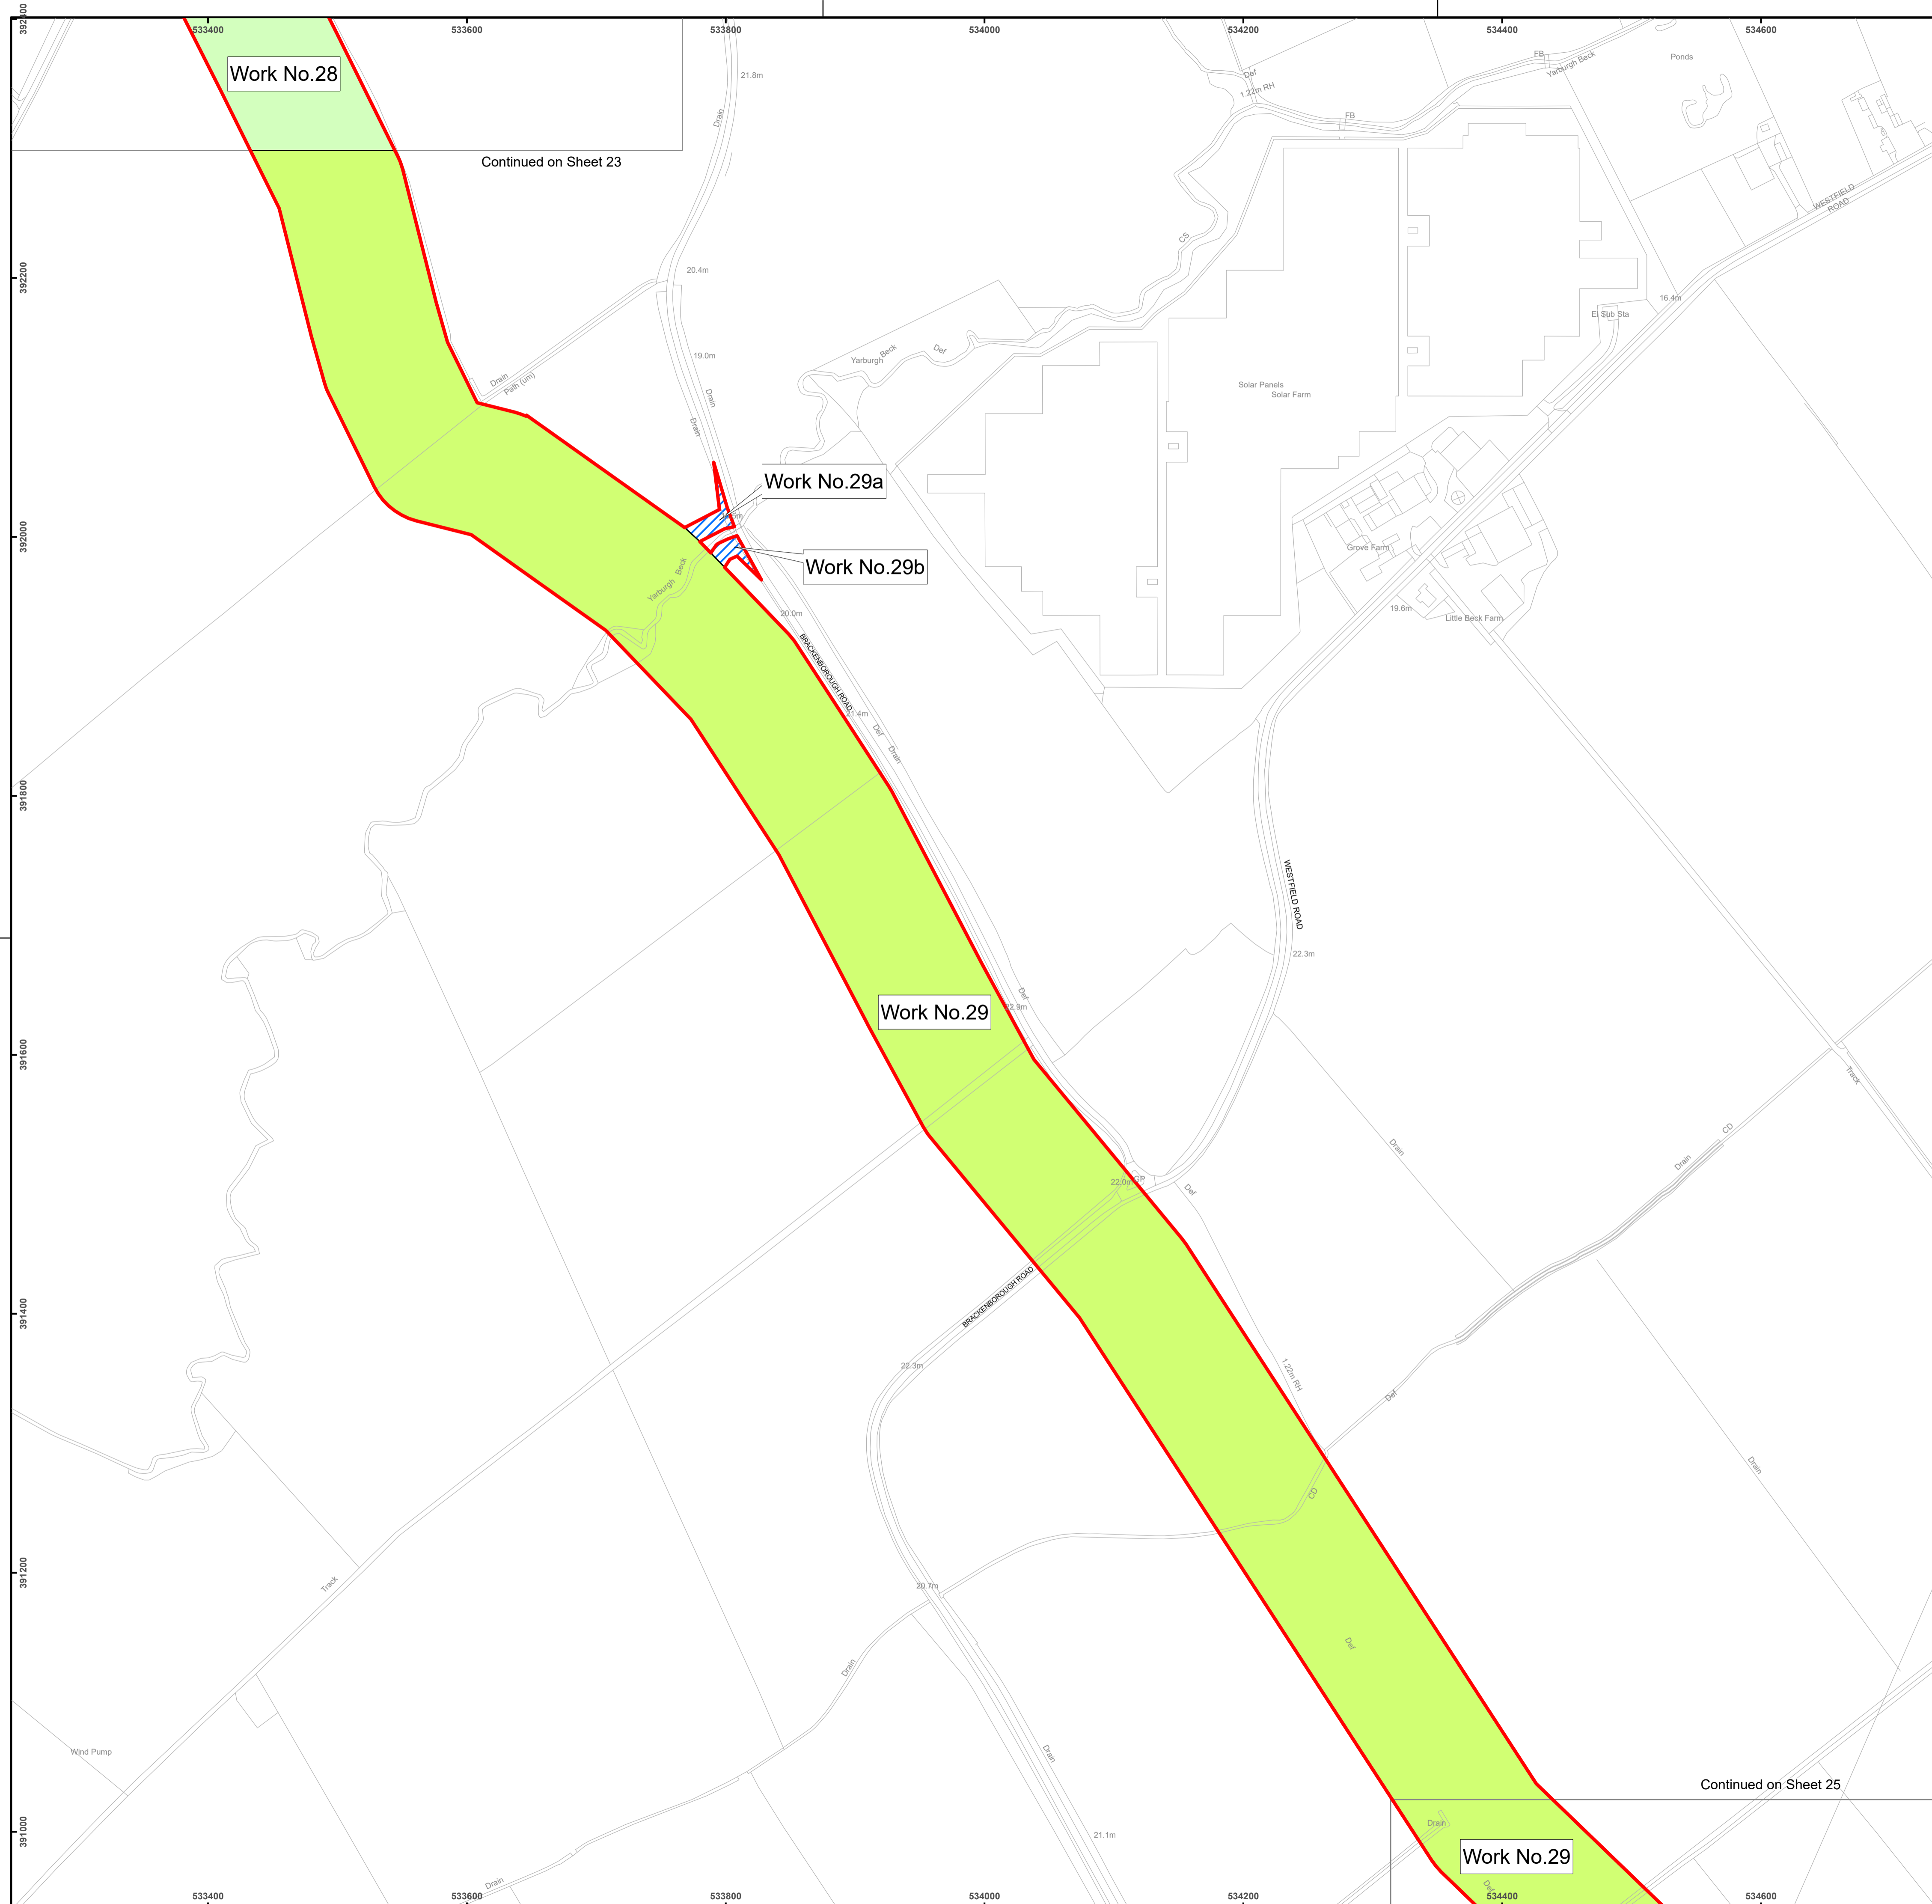 533400
533600
533800
534000
534200
534400
534600
392400
Work No.28
Continued on Sheet 23
21.8m
Drain
Def
1.22m RH
FB
FB
Yarburgh Beck
Ponds
WESTFIELD
ROAD
392200
20.4m
CS
16.4m
El Sub Sta
19.0m
Yarburgh
Beck
Def
Drain
Path (um)
Drain
Drain
Solar Panels
Solar Farm
Work No.29a
392000
Work No.29b
Yarburgh
Beck
Grove Farm
19.6m
Little Beck Farm
20.0m
BRACKENBOROUGH ROAD
21.4m
Def
Drain
391800
WESTFIELD ROAD
22.3m
Def
22.9m
Work No.29
391600
Track
CD
Drain
Drain
22.0m
GP
Def
BRACKENBOROUGH ROAD
391400
22.3m
1.22m RH
Def
Drain
CD
391200
Track
20.7m
Def
Drain
Wind Pump
Drain
Continued on Sheet 25
391000
21.1m
Drain
Work No.29
Drain
Def
533400
533600
533800
534000
534200
534400
534600